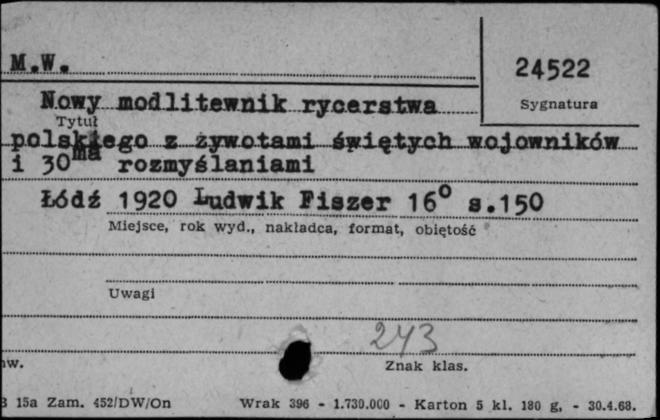 M.W.
24522
Sygnatura
Nowy modlitewnik rycerstwa
Tytuł
polskiego z żywotami świętych wojowników
i 30ma rozmyślaniami
Łódź 1920 Ludwik Fiszer 16° s.150
Miejsce, rok wyd., nakładca, format, objętość
Uwagi
243
nw.
Znak klas.
15a Zam. 452/DW/On Wrak 396 - 1.730.000 - Karton 5 kl. 180 g. - 30.4.68.